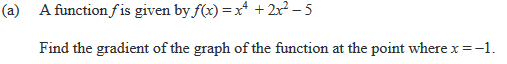 (a) A function f is given by f(x) = x⁴ + 2x² – 5
Find the gradient of the graph of the function at the point where x = –1.